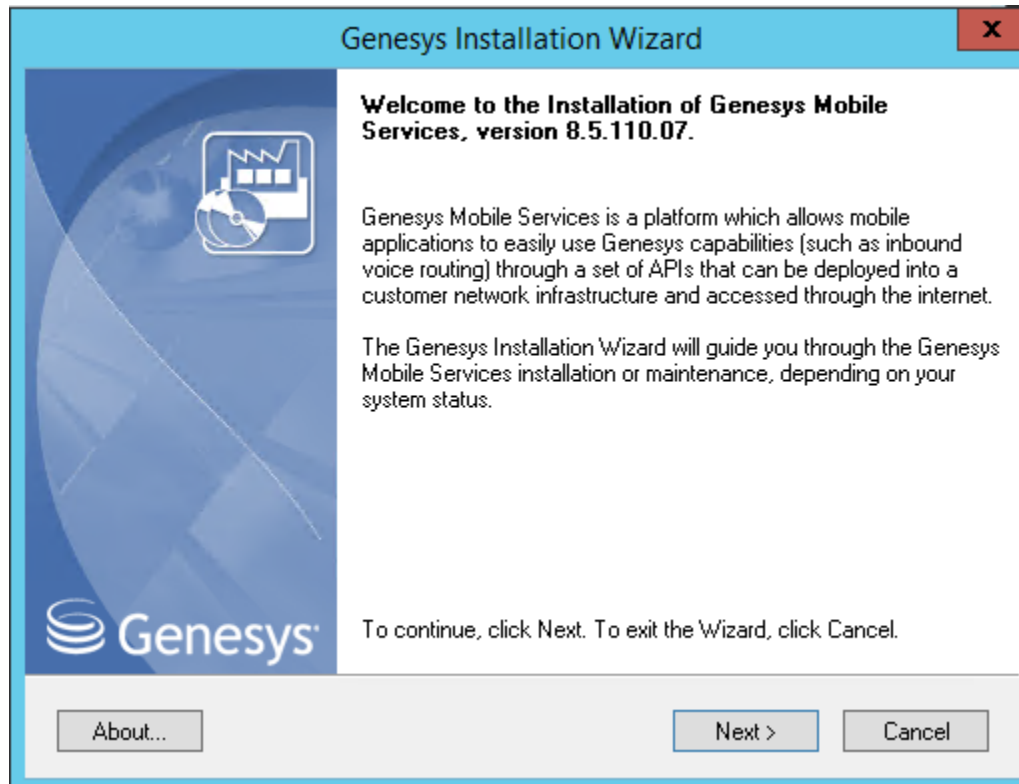 Genesys Installation Wizard
x
Welcome to the Installation of Genesys Mobile
Services, version 8.5.110.07.
Genesys Mobile Services is a platform which allows mobile
applications to easily use Genesys capabilities (such as inbound
voice routing) through a set of APIs that can be deployed into a
customer network infrastructure and accessed through the internet.
The Genesys Installation Wizard will guide you through the Genesys
Mobile Services installation or maintenance, depending on your
system status.
Genesys
To continue, click Next. To exit the Wizard, click Cancel.
About...
Next >
Cancel